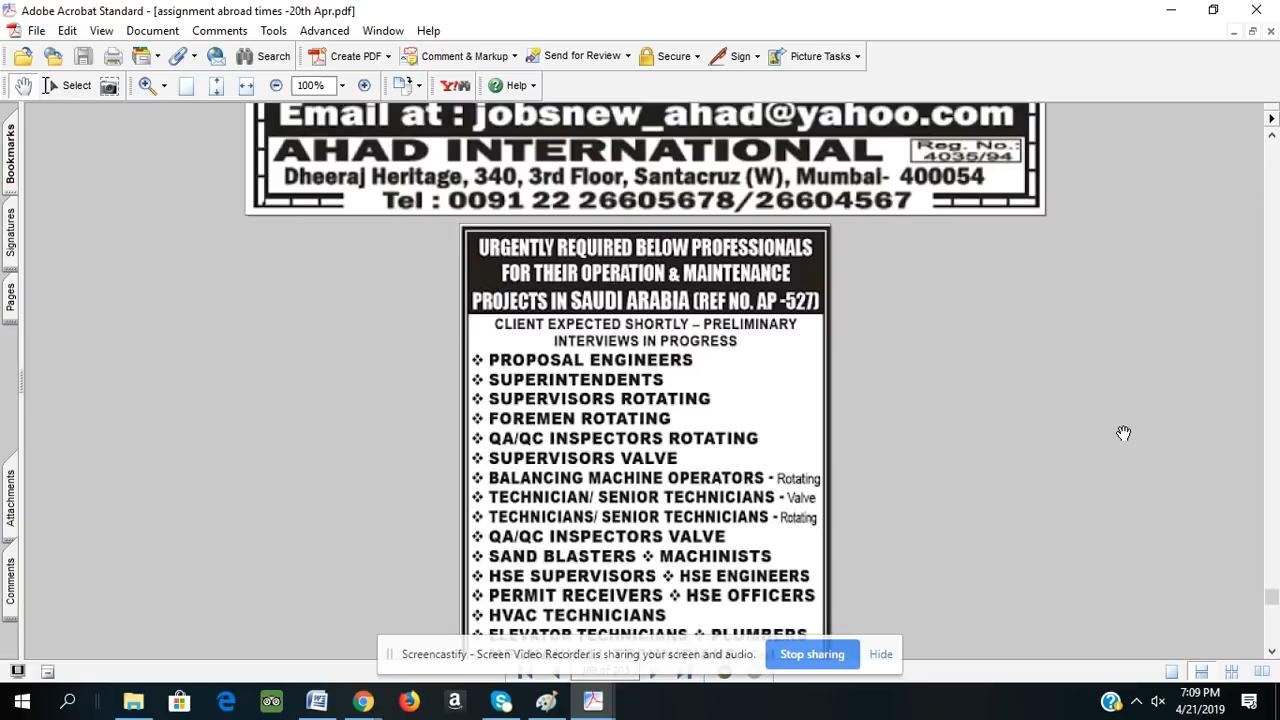 Adobe Acrobat Standard - [assignment abroad times -20th Apr.pdf]
File Edit View Document Comments Tools Advanced Window Help
Search Create PDF Comment & Markup Send for Review Secure Sign Picture Tasks
Select 100% Y! Help
Bookmarks
Signatures
Pages
Attachments
Comments
Email at : jobsnew_ahad@yahoo.com
AHAD INTERNATIONAL Reg. No.: 4035/94
Dheeraj Heritage, 340, 3rd Floor, Santacruz (W), Mumbai- 400054
Tel : 0091 22 26605678/26604567
URGENTLY REQUIRED BELOW PROFESSIONALS
FOR THEIR OPERATION & MAINTENANCE
PROJECTS IN SAUDI ARABIA (REF NO. AP -527)
CLIENT EXPECTED SHORTLY – PRELIMINARY
INTERVIEWS IN PROGRESS
❖ PROPOSAL ENGINEERS
❖ SUPERINTENDENTS
❖ SUPERVISORS ROTATING
❖ FOREMEN ROTATING
❖ QA/QC INSPECTORS ROTATING
❖ SUPERVISORS VALVE
❖ BALANCING MACHINE OPERATORS - Rotating
❖ TECHNICIAN/ SENIOR TECHNICIANS - Valve
❖ TECHNICIANS/ SENIOR TECHNICIANS - Rotating
❖ QA/QC INSPECTORS VALVE
❖ SAND BLASTERS ❖ MACHINISTS
❖ HSE SUPERVISORS ❖ HSE ENGINEERS
❖ PERMIT RECEIVERS ❖ HSE OFFICERS
❖ HVAC TECHNICIANS
❖ ELEVATOR TECHNICIANS ❖ PLUMBERS
Screencastify - Screen Video Recorder is sharing your screen and audio. Stop sharing Hide
7:09 PM
4/21/2019